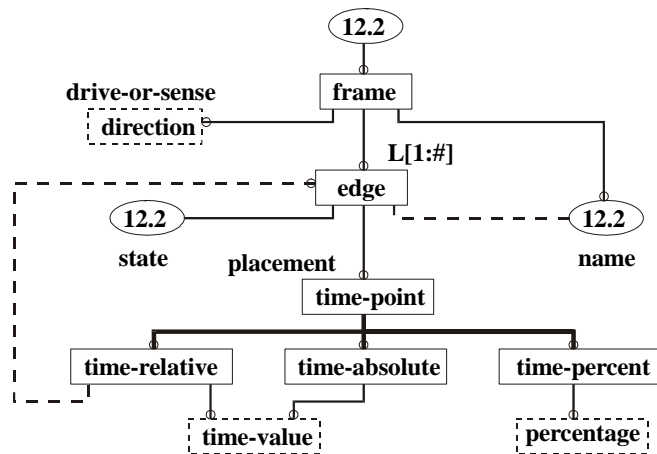 12.2
drive-or-sense
frame
direction
L[1:#]
edge
12.2
12.2
state
name
placement
time-point
time-relative
time-absolute
time-percent
time-value
percentage